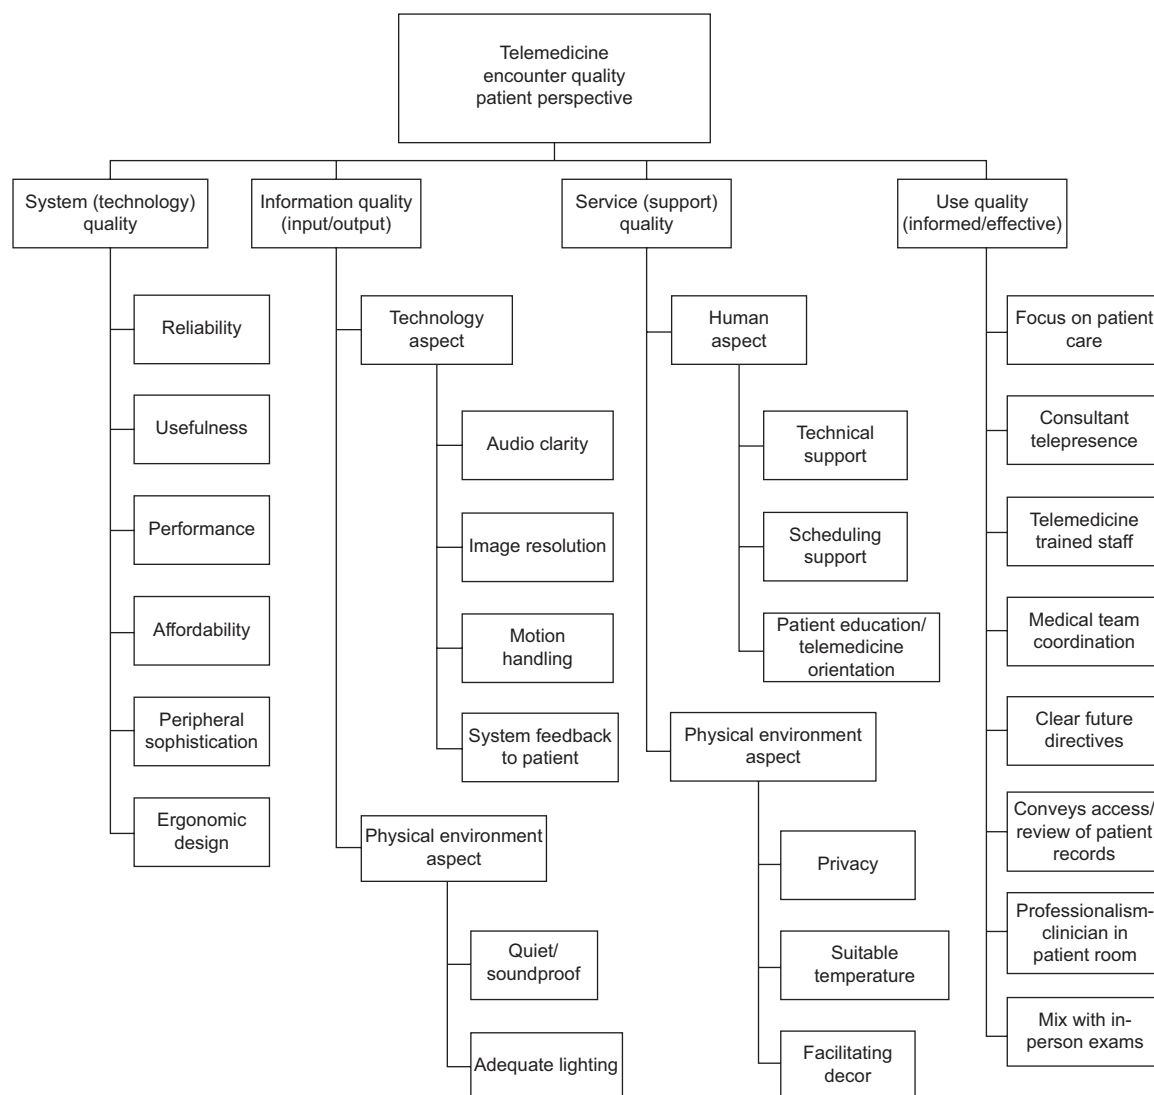 Telemedicine
encounter quality
patient perspective
System (technology)
quality
Information quality
(input/output)
Service (support)
quality
Use quality
(informed/effective)
Reliability
Usefulness
Performance
Affordability
Peripheral
sophistication
Ergonomic
design
Technology
aspect
Audio clarity
Image resolution
Motion
handling
System feedback
to patient
Physical environment
aspect
Quiet/
soundproof
Adequate lighting
Human
aspect
Technical
support
Scheduling
support
Patient education/
telemedicine
orientation
Physical environment
aspect
Privacy
Suitable
temperature
Facilitating
decor
Focus on patient
care
Consultant
telepresence
Telemedicine
trained staff
Medical team
coordination
Clear future
directives
Conveys access/
review of patient
records
Professionalism-
clinician in
patient room
Mix with in-
person exams